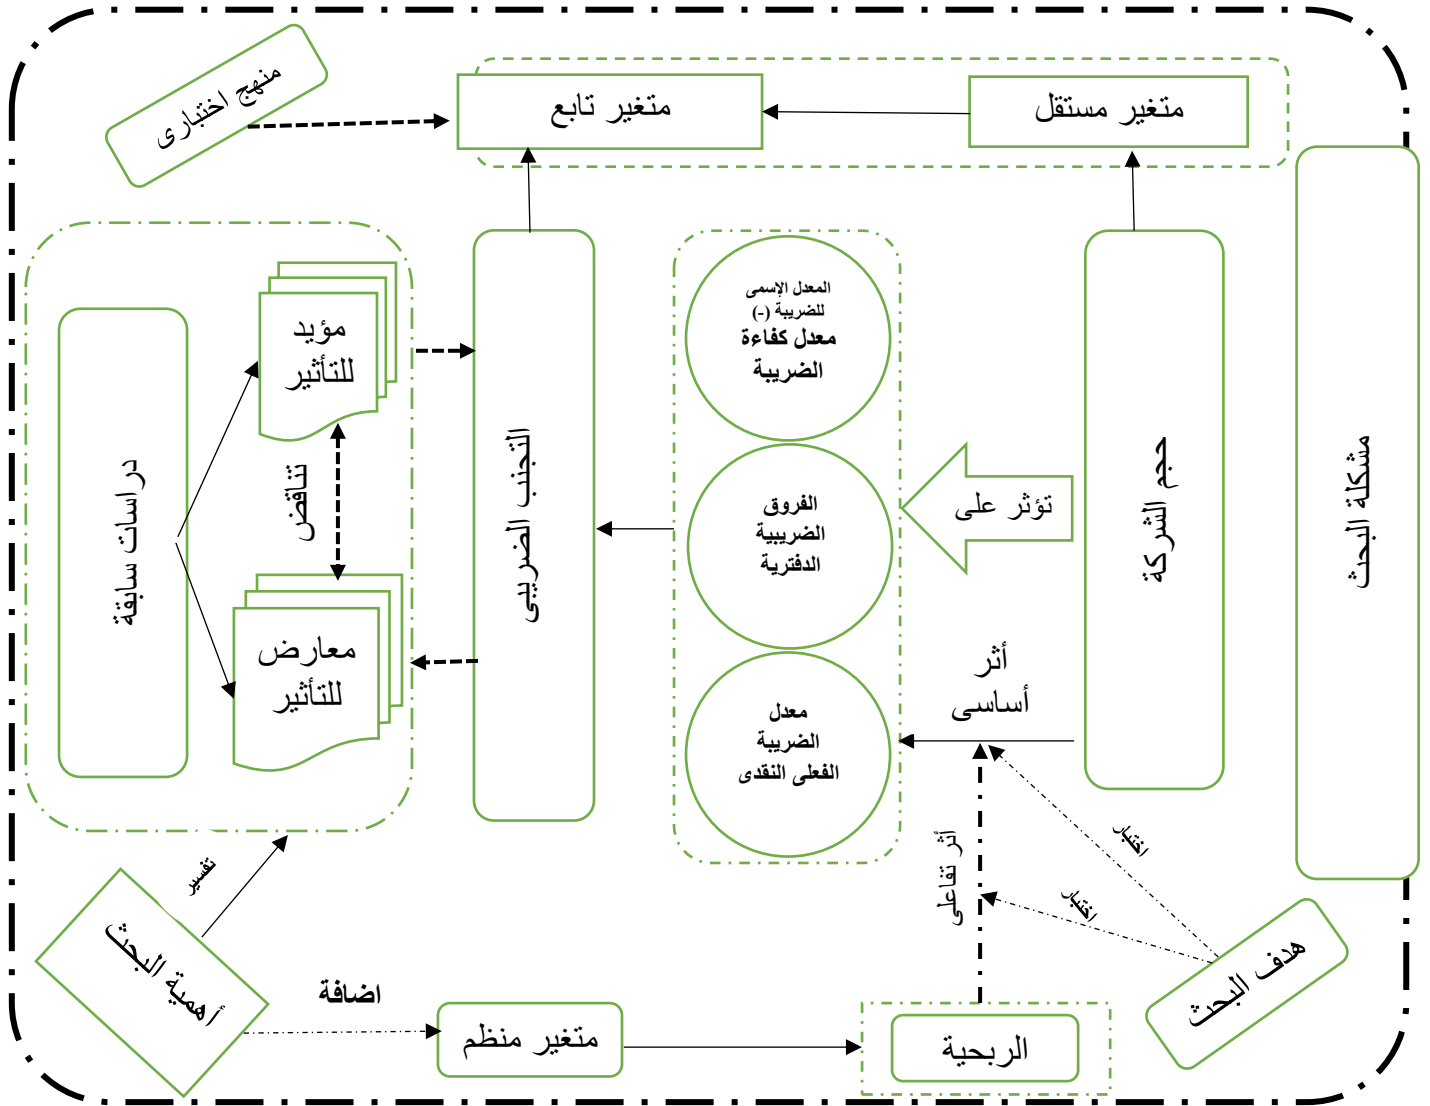 منهج اختبارى
متغير تابع
متغير مستقل
مشكلة البحث
حجم الشركة
تؤثر على
المعدل الإسمى
للضريبة (-)
معدل كفاءة
الضريبة
الفروق
الضريبية
الدفترية
معدل
الضريبة
الفعلى النقدى
أثر
أساسى
التجنب الضريبى
مؤيد
للتأثير
تناقض
معارض
للتأثير
دراسات سابقة
تفسير
أهمية البحث
اضافة
متغير منظم
الربحية
أثر تفاعلى
اختبار
اختبار
هدف البحث